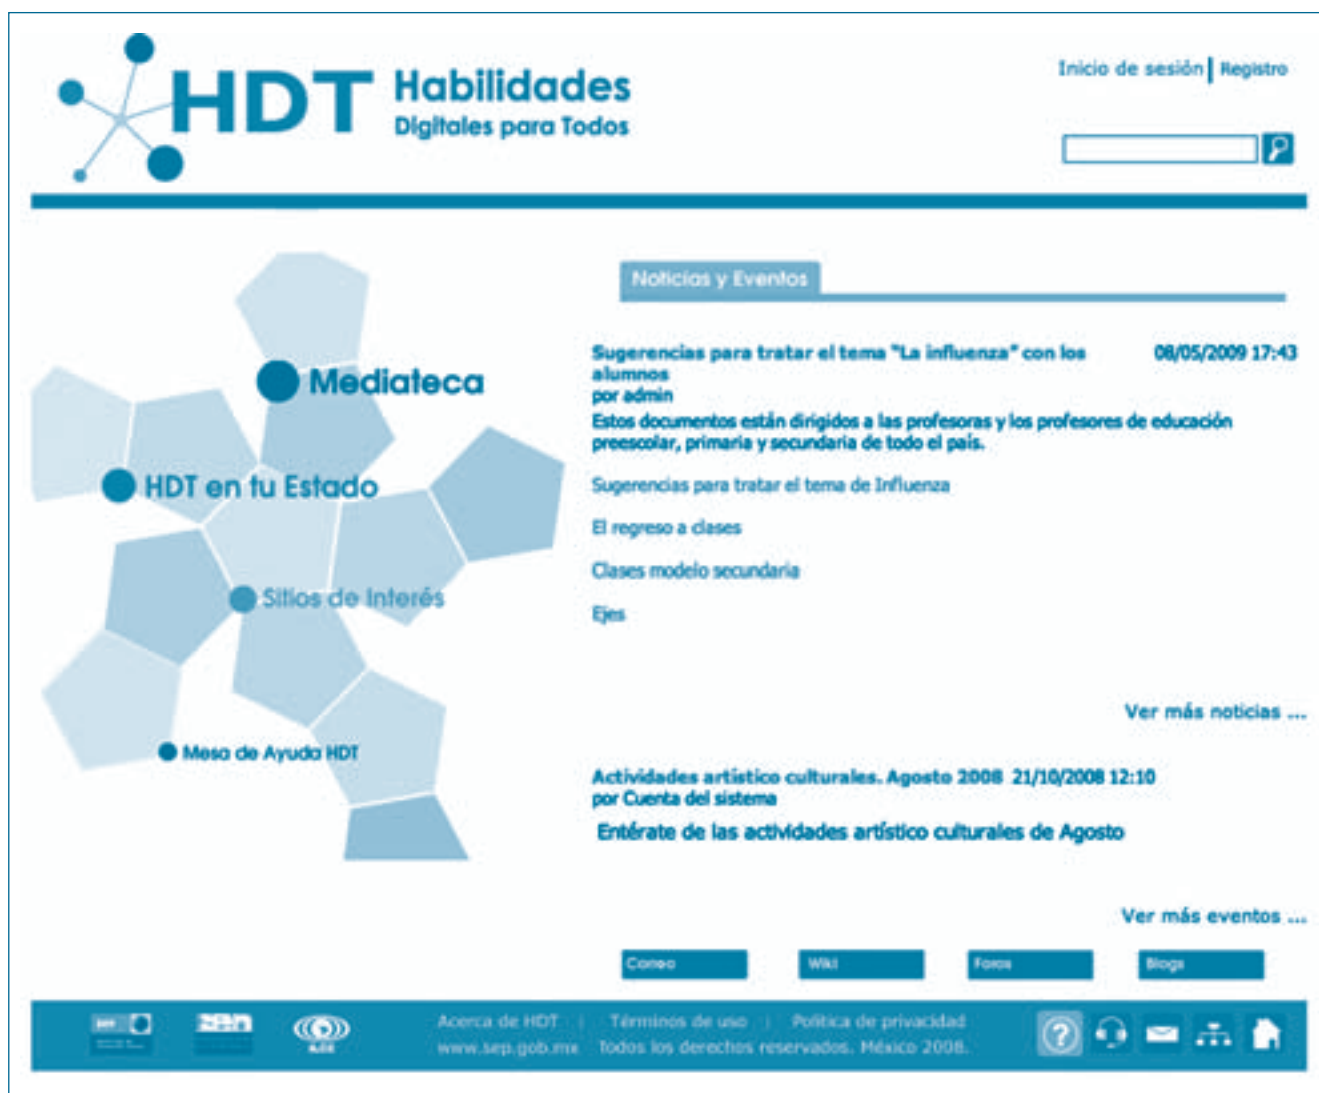 HDT Habilidades
Digitales para Todos
Inicio de sesión | Registro
Noticias y Eventos
Mediateca
HDT en tu Estado
Sitios de Interés
Mesa de Ayuda HDT
Sugerencias para tratar el tema "La influenza" con los 08/05/2009 17:43
alumnos
por admin
Estos documentos están dirigidos a las profesoras y los profesores de educación
preescolar, primaria y secundaria de todo el país.
Sugerencias para tratar el tema de Influenza
El regreso a clases
Clases modelo secundaria
Ejes
Ver más noticias ...
Actividades artístico culturales. Agosto 2008 21/10/2008 12:10
por Cuenta del sistema
Entérate de las actividades artístico culturales de Agosto
Ver más eventos ...
Correo Wiki Foros Blogs
Acerca de HDT | Términos de uso | Política de privacidad
www.sep.gob.mx Todos los derechos reservados. México 2008.
?